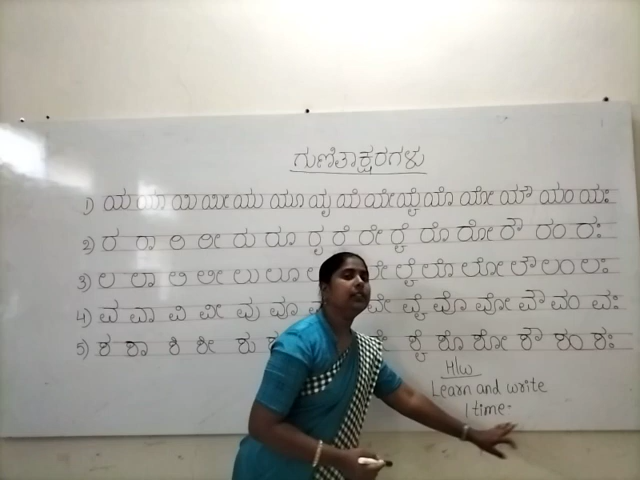 ಗುಣಿತಾಕ್ಷರಗಳು
1) ಯ ಯಾ ಯಿ ಯೀ ಯು ಯೂ ಯೃ ಯೆ ಯೇ ಯೈ ಯೊ ಯೋ ಯೌ ಯಂ ಯಃ
2) ರ ರಾ ರಿ ರೀ ರು ರೂ ರೃ ರೆ ರೇ ರೈ ರೊ ರೋ ರೌ ರಂ ರಃ
3) ಲ ಲಾ ಲಿ ಲೀ ಲು ಲೂ ಲೇ ಲೈ ಲೊ ಲೋ ಲೌ ಲಂ ಲಃ
4) ವ ವಾ ವಿ ವೀ ವು ವೂ ವೇ ವೈ ವೊ ವೋ ವೌ ವಂ ವಃ
5) ಶ ಶಾ ಶಿ ಶೀ ಶು ಶೈ ಶೊ ಶೋ ಶೌ ಶಂ ಶಃ
H/w
Learn and write
1 time.